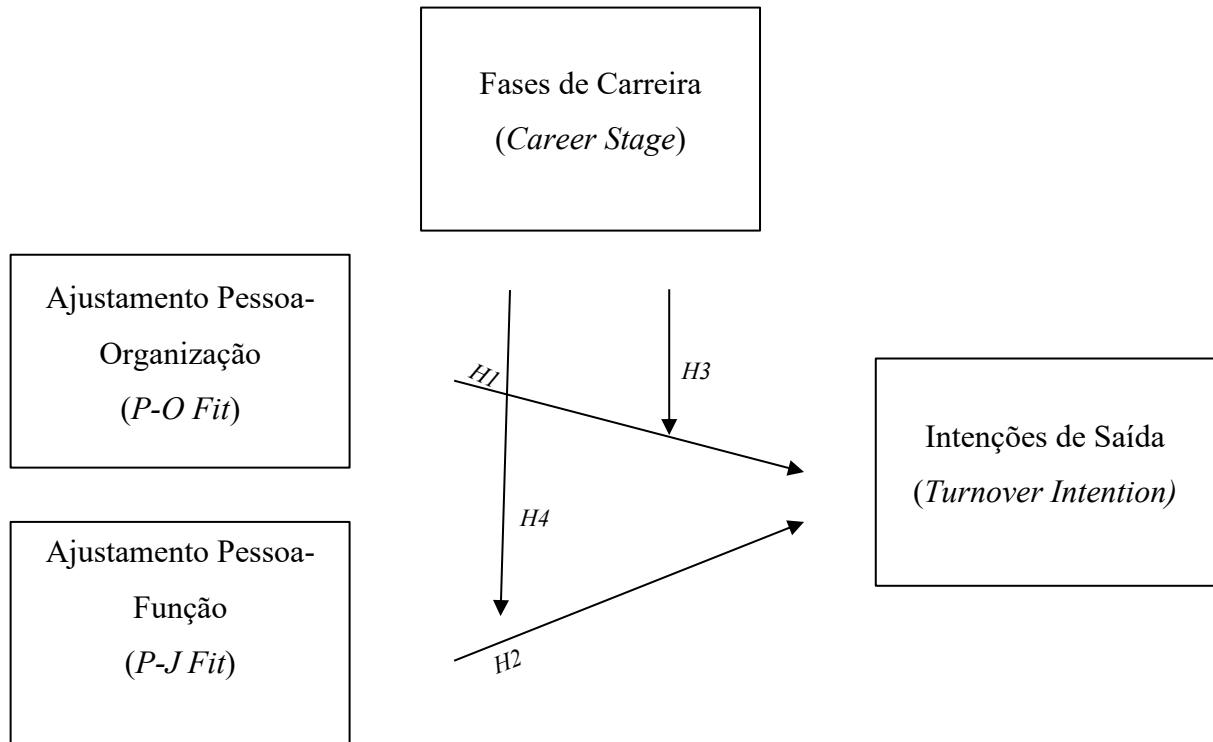 Fases de Carreira
(Career Stage)
Ajustamento Pessoa-
Organização
(P-O Fit)
H1
H3
Intenções de Saída
(Turnover Intention)
H4
Ajustamento Pessoa-
Função
(P-J Fit)
H2